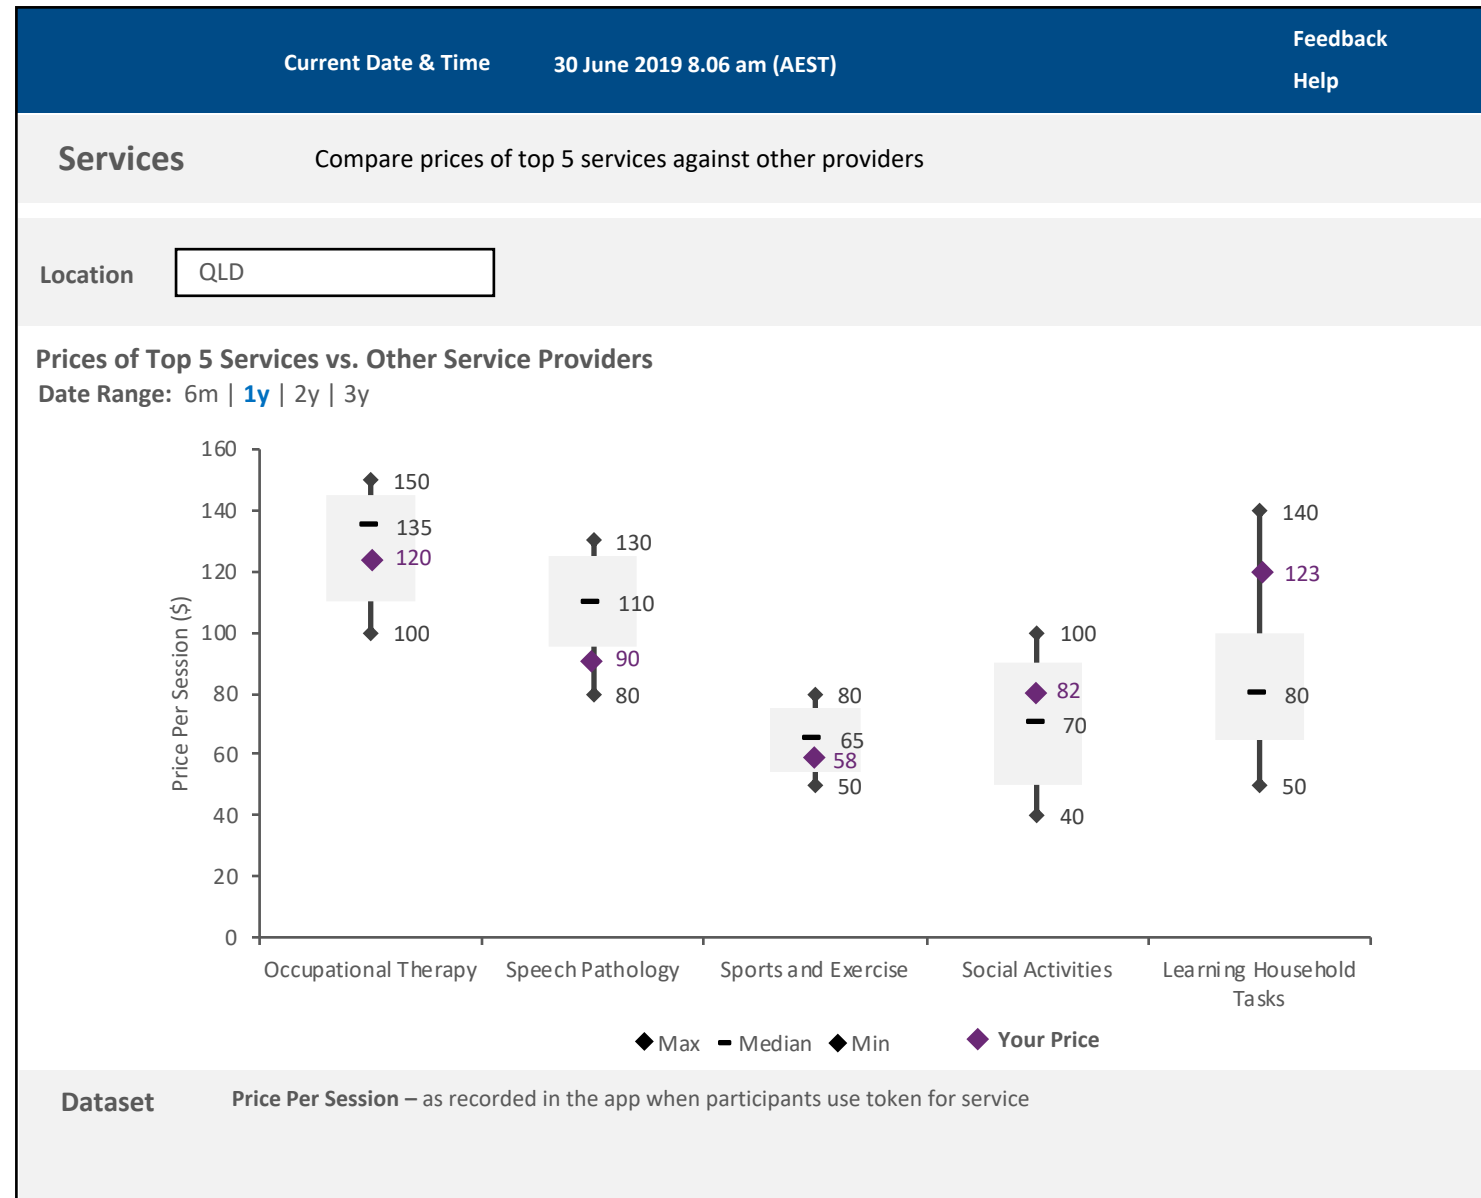 Feedback
Current Date & Time 30 June 2019 8.06 am (AEST)
Help
Services Compare prices of top 5 services against other providers
Location QLD
Prices of Top 5 Services vs. Other Service Providers
Date Range: 6m | 1y | 2y | 3y
Price Per Session ($)
160
140
120
100
80
60
40
20
0
150
135
120
100
130
110
90
80
80
65
58
50
100
82
70
40
140
123
80
50
Occupational Therapy
Speech Pathology
Sports and Exercise
Social Activities
Learning Household
Tasks
Max Median Min Your Price
Dataset Price Per Session – as recorded in the app when participants use token for service